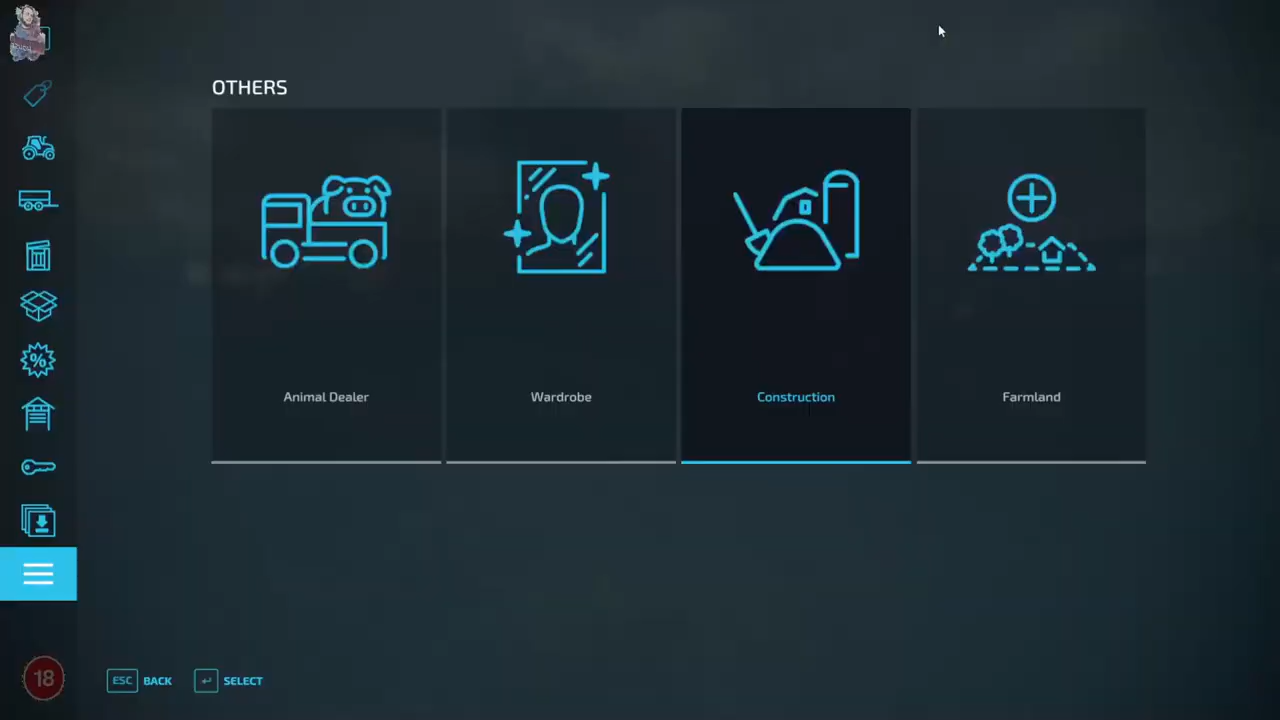 OTHERS
Animal Dealer
Wardrobe
Construction
Farmland
%
18
ESC BACK
SELECT